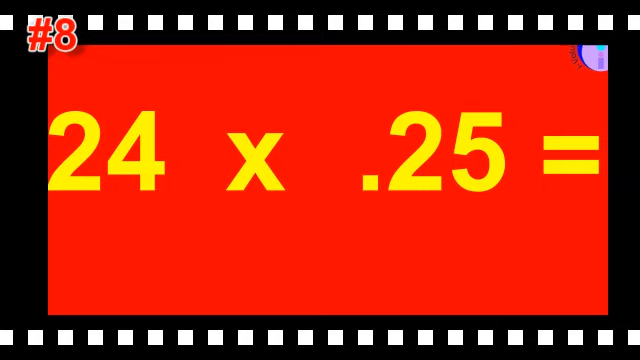 #8
24 x .25 =